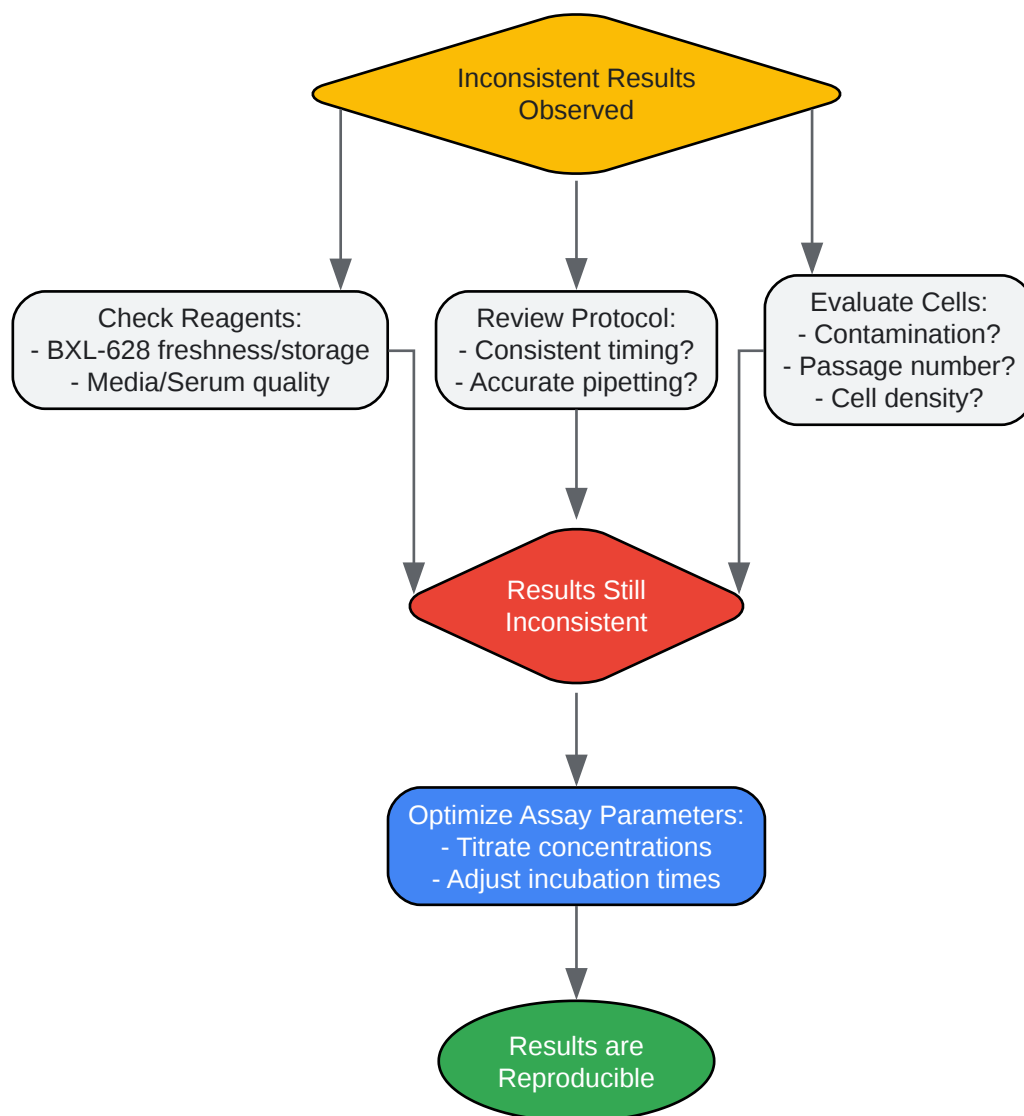 Inconsistent Results
Observed
Check Reagents:
- BXL-628 freshness/storage
- Media/Serum quality
Review Protocol:
- Consistent timing?
- Accurate pipetting?
Evaluate Cells:
- Contamination?
- Passage number?
- Cell density?
Results Still
Inconsistent
Optimize Assay Parameters:
- Titrate concentrations
- Adjust incubation times
Results are
Reproducible